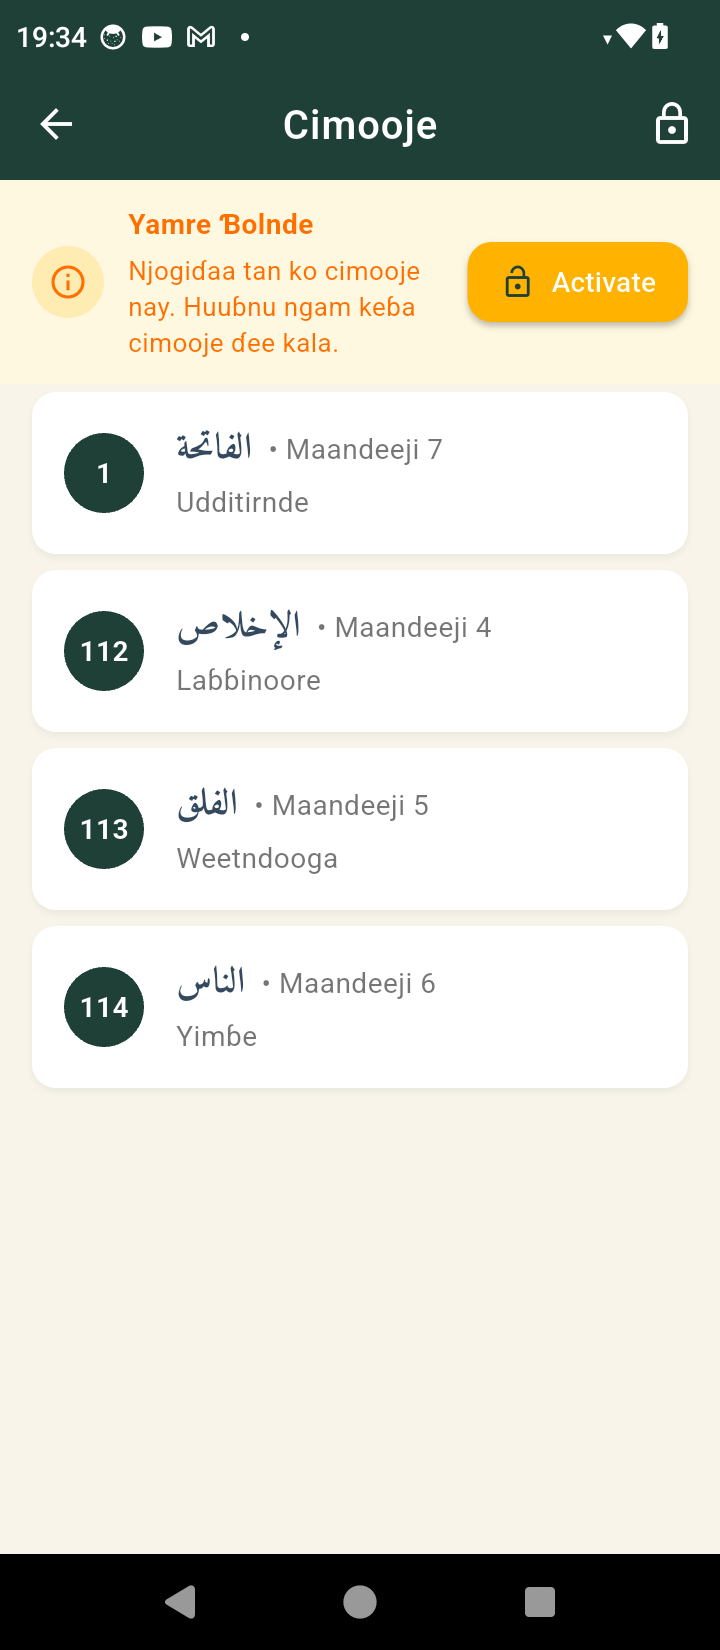 19:34
Cimooje
Yamre Ɓolnde
Njogiɗaa tan ko cimooje
nay. Huuɓnu ngam keɓa
cimooje ɗee kala.
Activate
1
الفاتحة • Maandeeji 7
Udditirnde
112
الإخلاص • Maandeeji 4
Laɓɓinoore
113
الفلق • Maandeeji 5
Weetndooga
114
الناس • Maandeeji 6
Yimɓe